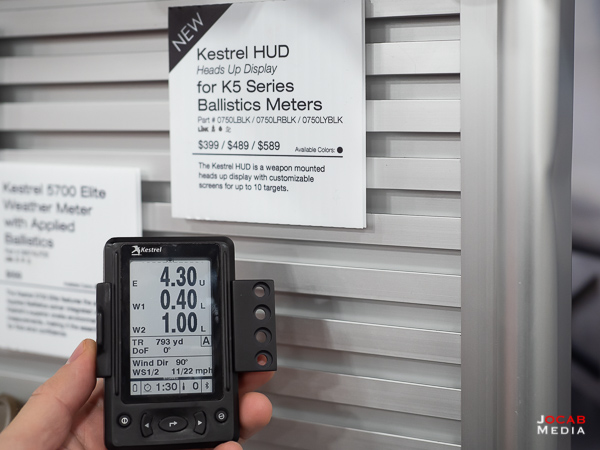 NEW
Kestrel HUD
Heads Up Display
for K5 Series
Ballistics Meters
Part # 0750LBLK / 0750LRBLK / 0750LYBLK
LiNK
$399 / $489 / $589
Available Colors:
The Kestrel HUD is a weapon mounted
heads up display with customizable
screens for up to 10 targets.
Kestrel 5700 Elite
Weather Meter
with Applied
Ballistics
Kestrel
E 4.30 U
W1 0.40 L
W2 1.00 L
TR 793 yd A
DoF 0°
Wind Dir 90°
WS1/2 11/22 mph
1:30 0
JOCAB
MEDIA